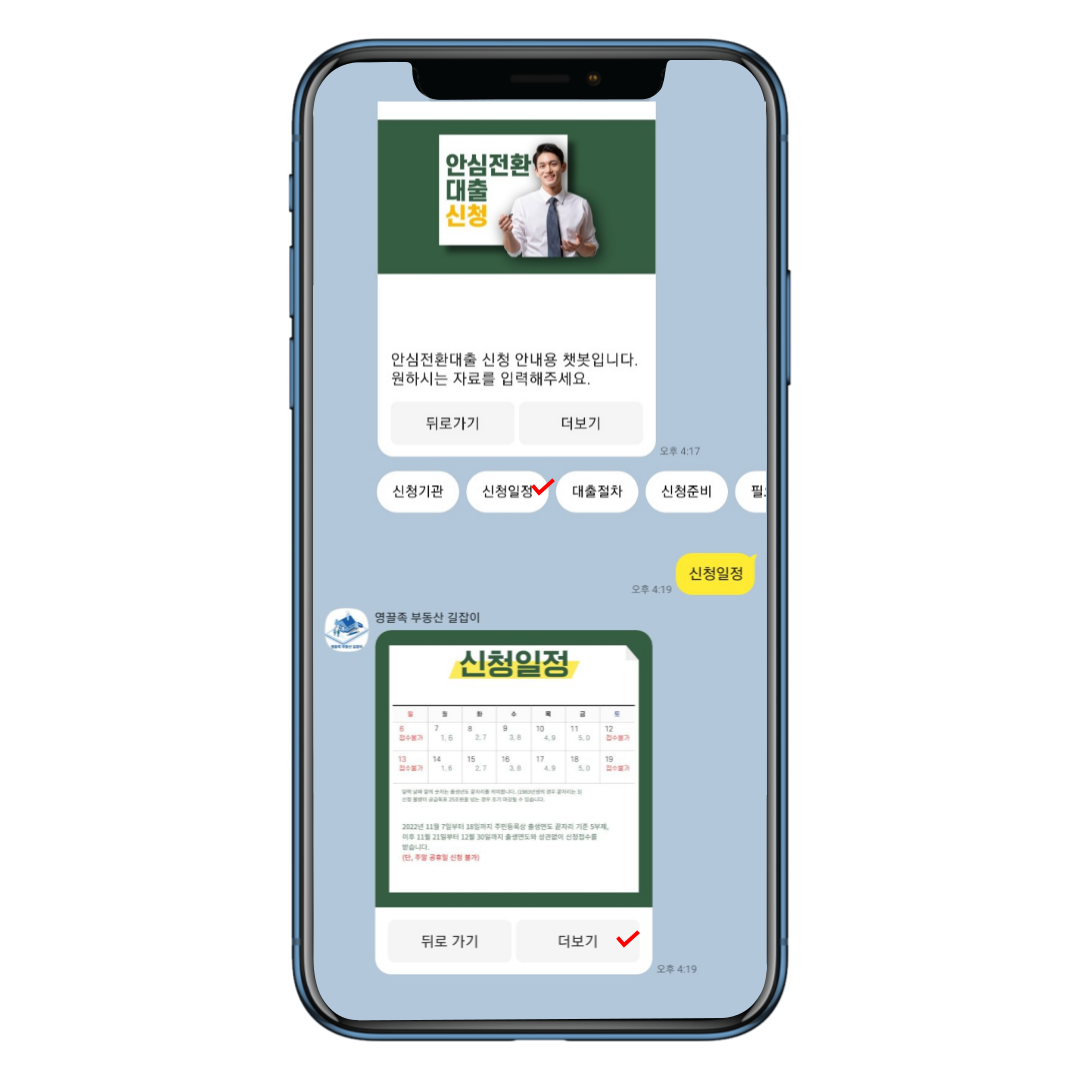 안심전환
대출
신청
안심전환대출 신청 안내용 챗봇입니다.
원하시는 자료를 입력해주세요.
뒤로가기 더보기
오후 4:17
신청기관 신청일정 대출절차 신청준비
신청일정
오후 4:19
영끌족 부동산 길잡이
신청일정
일 월 화 수 목 금 토
6 7 8 9 10 11 12
접수불가 1, 6 2, 7 3, 8 4, 9 5, 0 접수불가
13 14 15 16 17 18 19
접수불가 1, 6 2, 7 3, 8 4, 9 5, 0 접수불가
2022년 11월 7일부터 18일까지 주민등록상 출생연도 끝자리 기준 5부제,
이후 11월 21일부터 12월 30일까지 출생연도와 상관없이 신청접수를
받습니다.
(단, 주말 공휴일 신청 불가)
뒤로 가기 더보기
오후 4:19